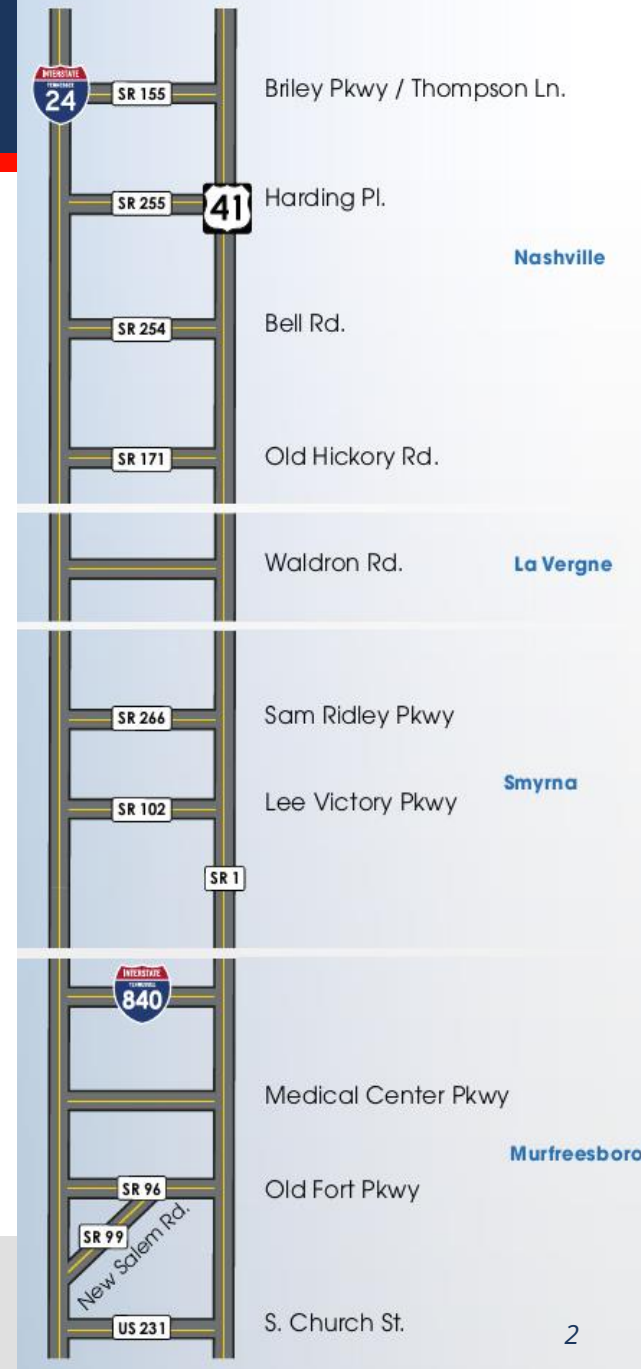 INTERSTATE
TENNESSEE
24
SR 155
Briley Pkwy / Thompson Ln.
SR 255
41
Harding Pl.
Nashville
SR 254
Bell Rd.
SR 171
Old Hickory Rd.
Waldron Rd.
La Vergne
SR 266
Sam Ridley Pkwy
Smyrna
SR 102
Lee Victory Pkwy
SR 1
INTERSTATE
TENNESSEE
840
Medical Center Pkwy
Murfreesboro
SR 96
Old Fort Pkwy
SR 99
New Salem Rd.
US 231
S. Church St.
2